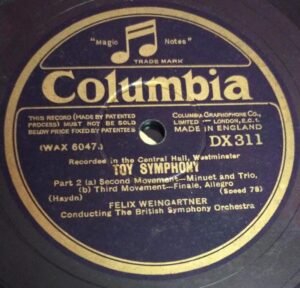 "Magic Notes"
TRADE MARK
Columbia
THIS RECORD (MADE BY PATENTED
PROCESS) MUST NOT BE SOLD
BELOW PRICE FIXED BY PATENTEES
COLUMBIA GRAPHOPHONE CO.,
LIMITED — LONDON, E.C.1.
MADE IN ENGLAND
(WAX 6047.)
DX 311
Recorded in the Central Hall, Westminster
TOY SYMPHONY
Part 2 (a) Second Movement—Minuet and Trio,
(b) Third Movement—Finale, Allegro
(Haydn)
(Speed 78)
FELIX WEINGARTNER
Conducting The British Symphony Orchestra